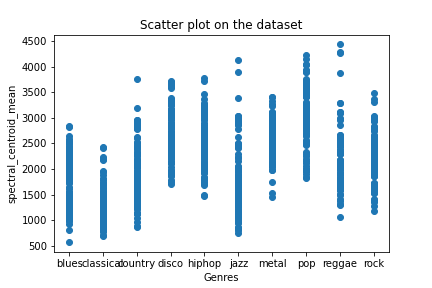 Scatter plot on the dataset
spectral_centroid_mean
4500
4000
3500
3000
2500
2000
1500
1000
500
blues classical country disco hiphop jazz metal pop reggae rock
Genres